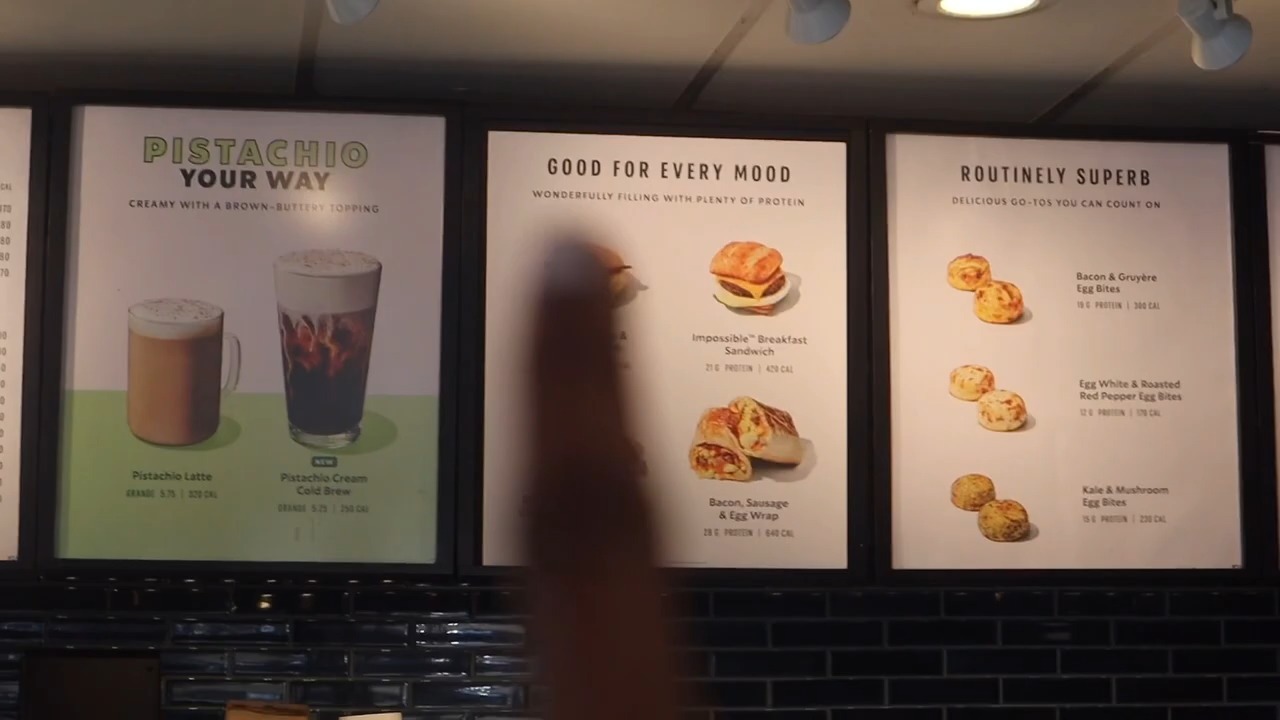 PISTACHIO
YOUR WAY
CREAMY WITH A BROWN-BUTTERY TOPPING
Pistachio Latte
GRANDE 5.75 | 320 CAL
NEW
Pistachio Cream
Cold Brew
GRANDE 5.25 | 250 CAL
GOOD FOR EVERY MOOD
WONDERFULLY FILLING WITH PLENTY OF PROTEIN
&
Impossible™ Breakfast
Sandwich
21 G PROTEIN | 420 CAL
Bacon, Sausage
& Egg Wrap
28 G PROTEIN | 640 CAL
ROUTINELY SUPERB
DELICIOUS GO-TOS YOU CAN COUNT ON
Bacon & Gruyère
Egg Bites
19 G PROTEIN | 300 CAL
Egg White & Roasted
Red Pepper Egg Bites
12 G PROTEIN | 170 CAL
Kale & Mushroom
Egg Bites
15 G PROTEIN | 230 CAL